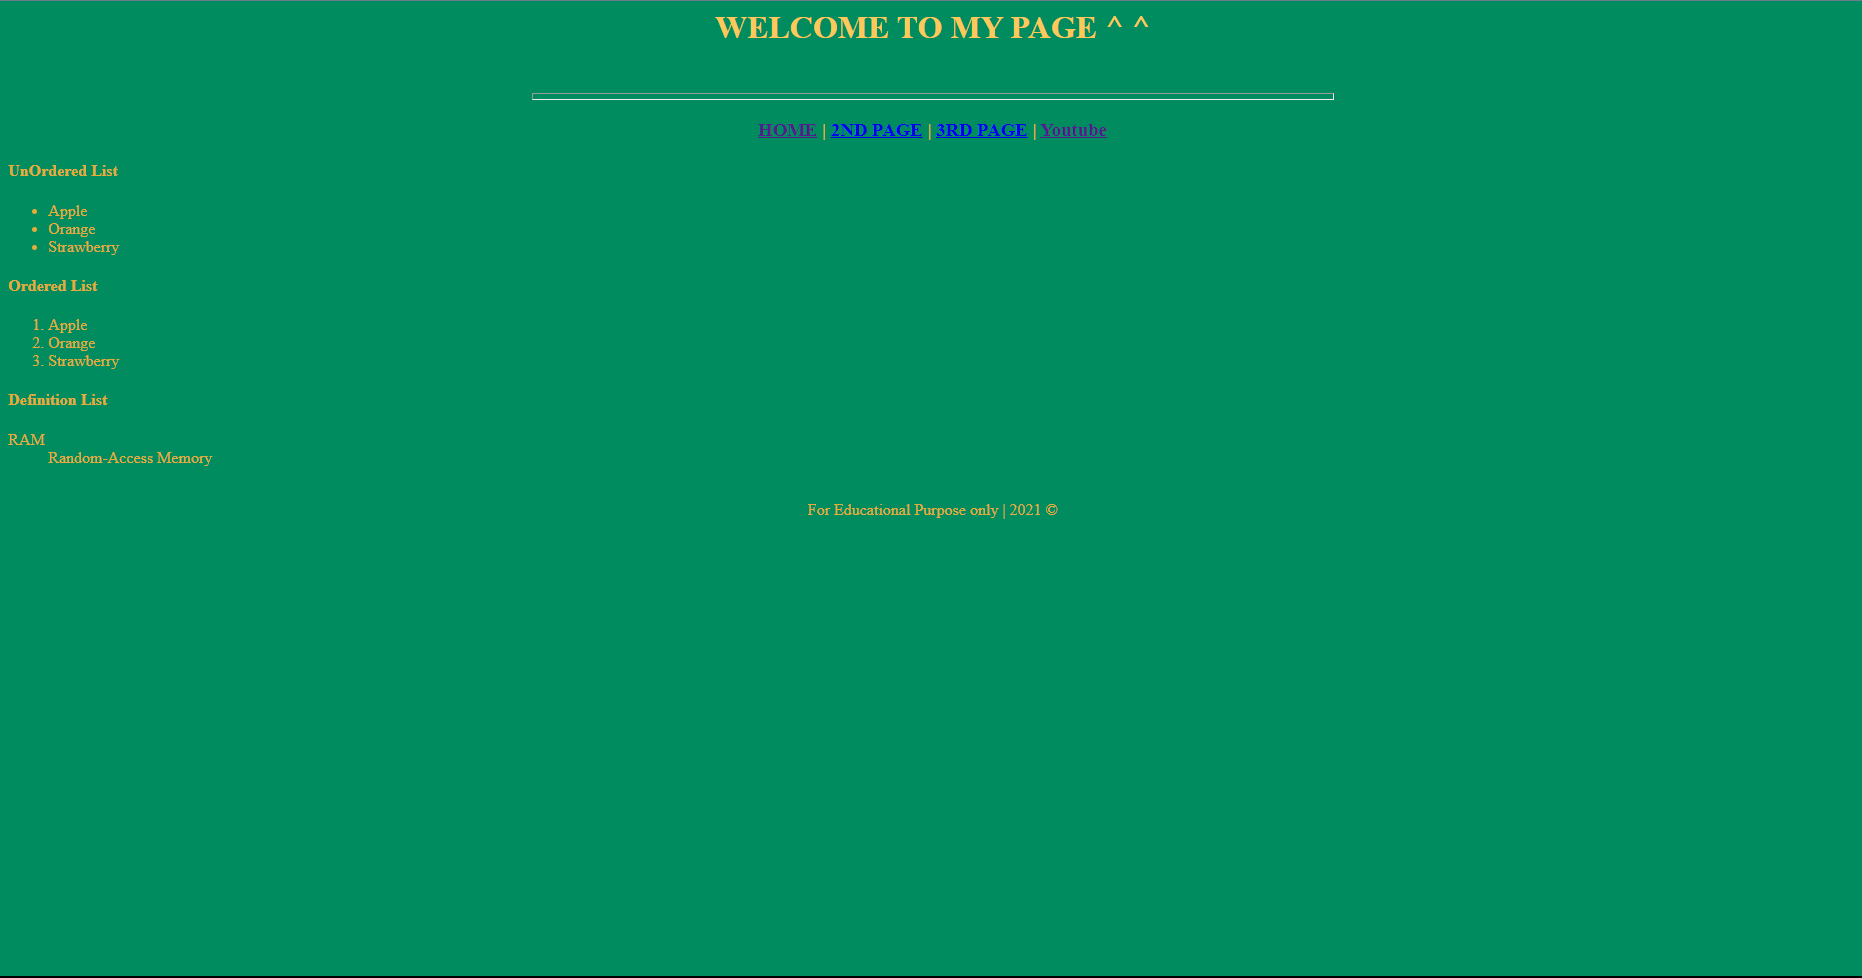 WELCOME TO MY PAGE ^ ^
HOME | 2ND PAGE | 3RD PAGE | Youtube
UnOrdered List
• Apple
• Orange
• Strawberry
Ordered List
1. Apple
2. Orange
3. Strawberry
Definition List
RAM
Random-Access Memory
For Educational Purpose only | 2021 ©